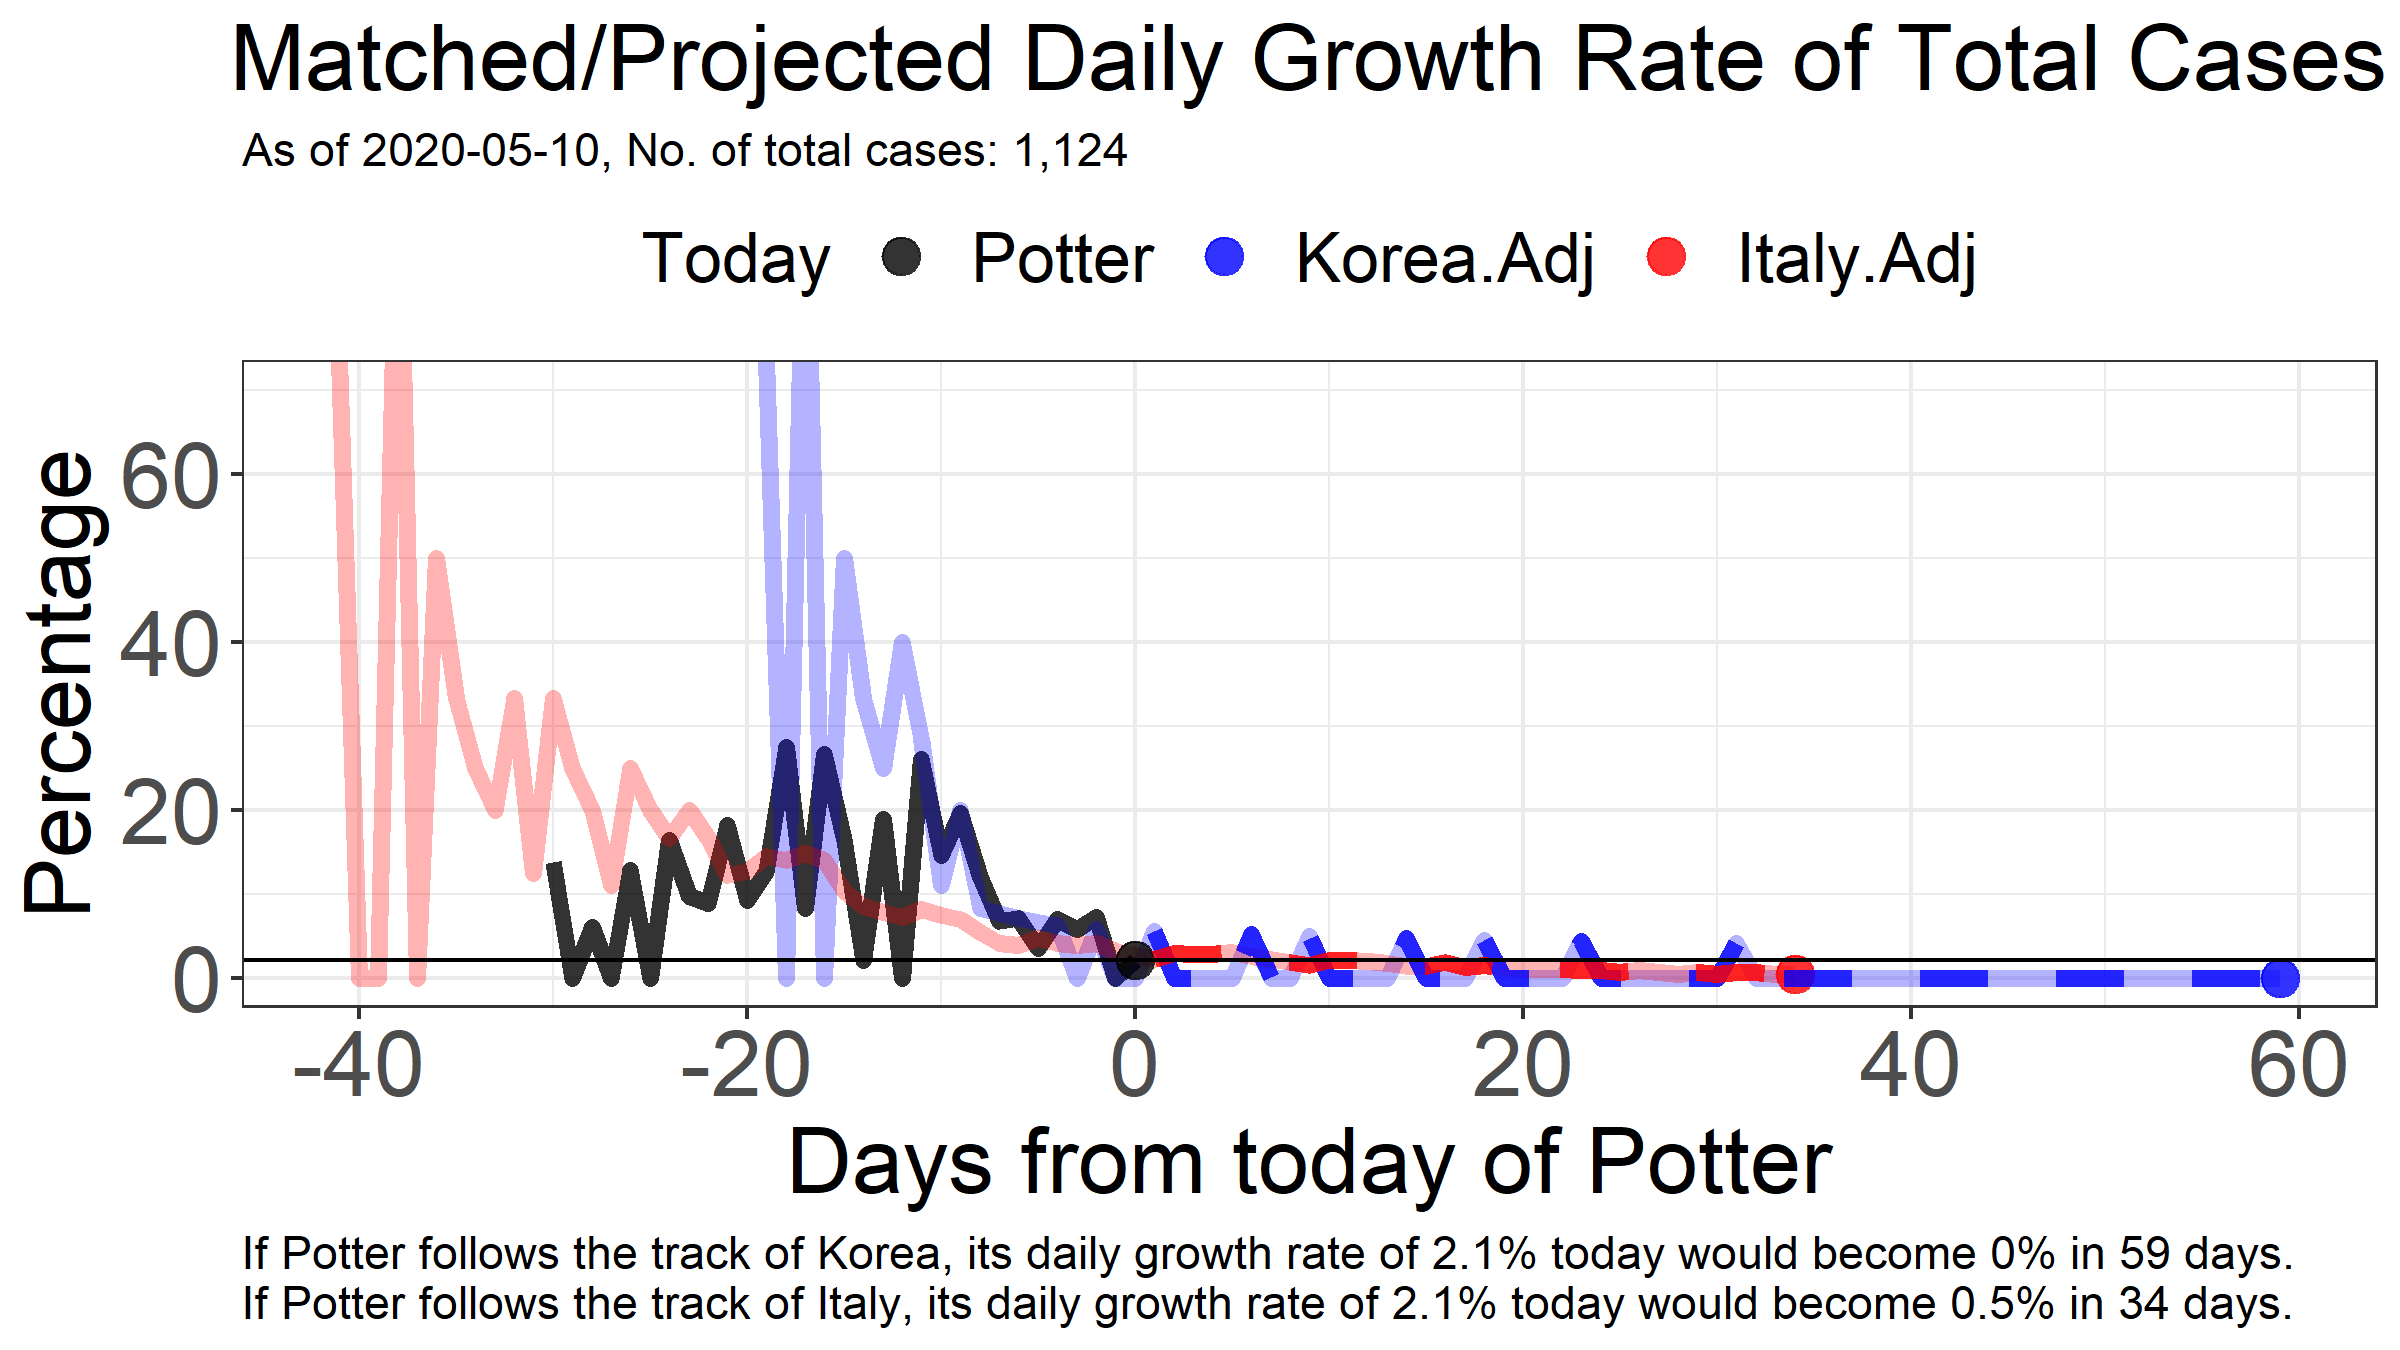 Matched/Projected Daily Growth Rate of Total Cases
As of 2020-05-10, No. of total cases: 1,124
Today Potter Korea.Adj Italy.Adj
Percentage
60
40
20
0
-40 -20 0 20 40 60
Days from today of Potter
If Potter follows the track of Korea, its daily growth rate of 2.1% today would become 0% in 59 days.
If Potter follows the track of Italy, its daily growth rate of 2.1% today would become 0.5% in 34 days.